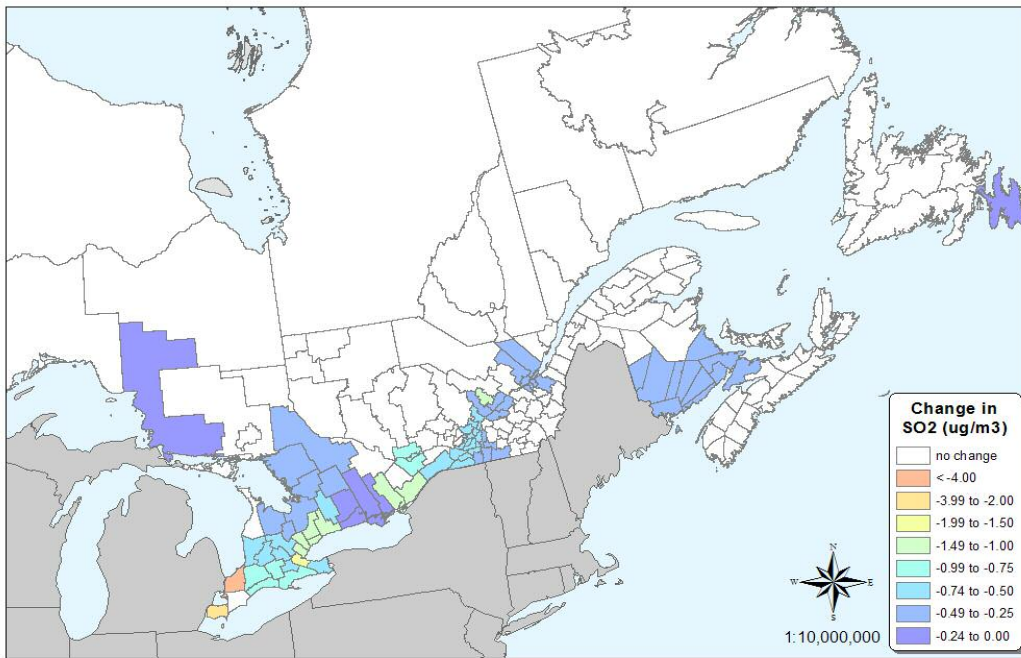 Change in
SO2 (ug/m3)
no change
< -4.00
-3.99 to -2.00
-1.99 to -1.50
-1.49 to -1.00
-0.99 to -0.75
-0.74 to -0.50
-0.49 to -0.25
-0.24 to 0.00
N
W E
S
1:10,000,000